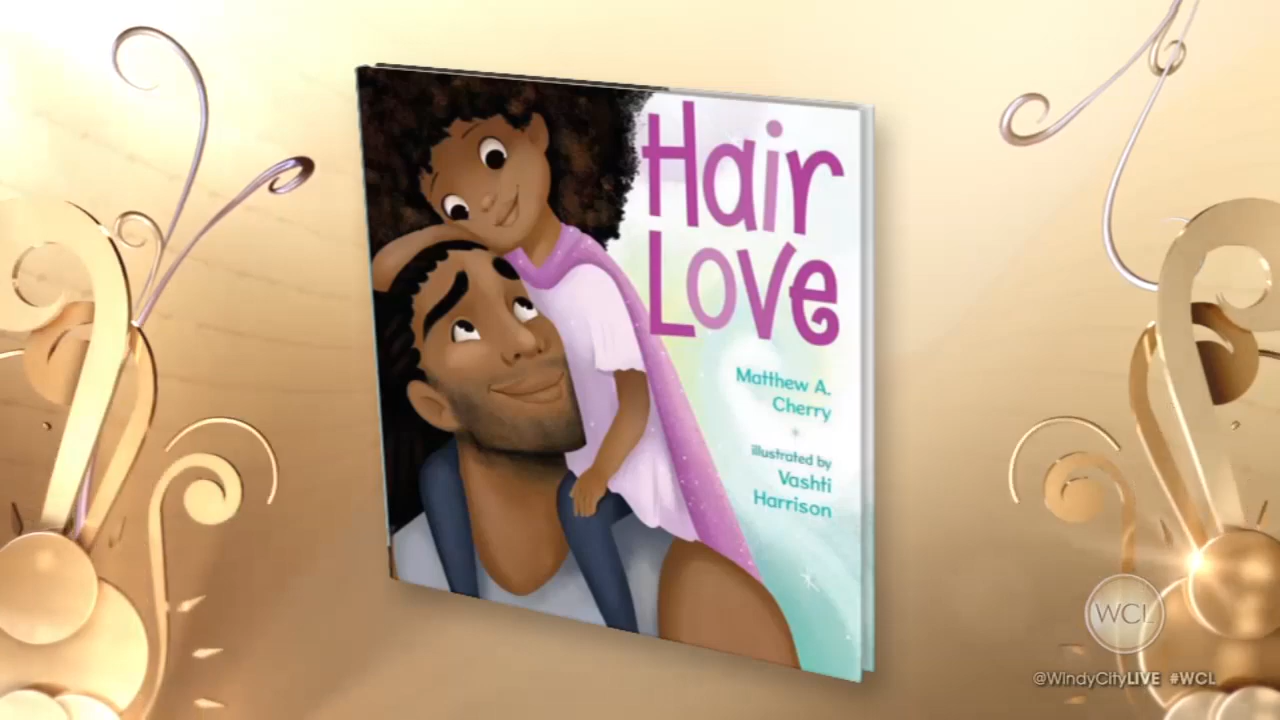 Hair
Love
Matthew A.
Cherry
illustrated by
Vashti
Harrison
WCL
@WindyCityLIVE #WCL